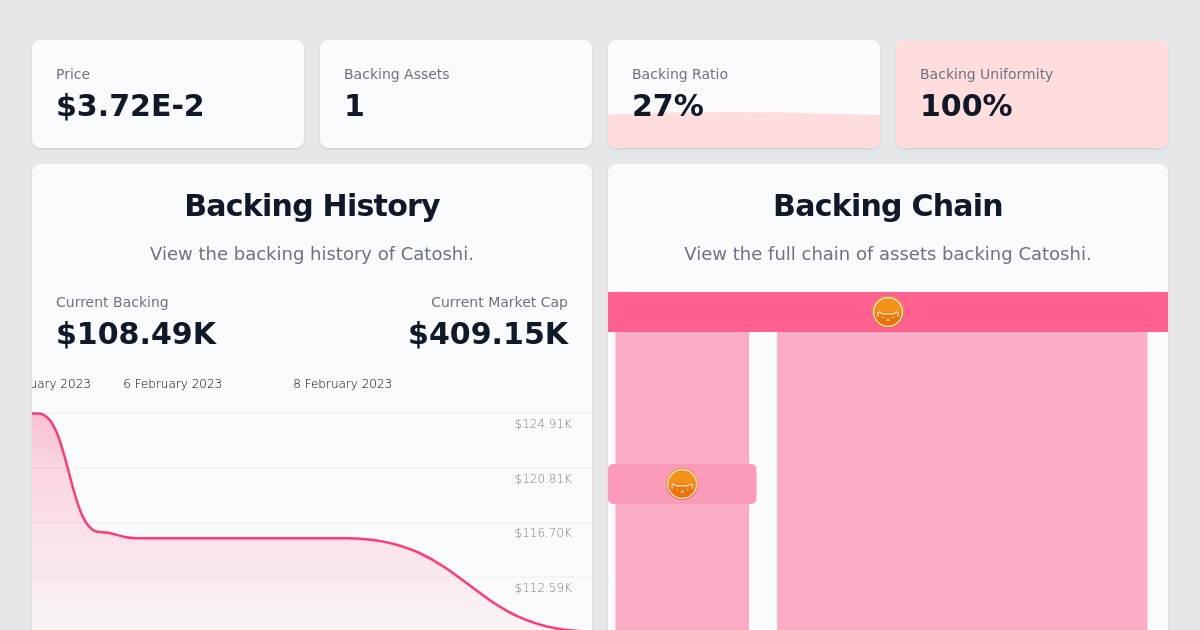 Price
$3.72E-2
Backing Assets
1
Backing Ratio
27%
Backing Uniformity
100%
Backing History
View the backing history of Catoshi.
Current Backing
$108.49K
Current Market Cap
$409.15K
uary 2023
6 February 2023
8 February 2023
$124.91K
$120.81K
$116.70K
$112.59K
Backing Chain
View the full chain of assets backing Catoshi.